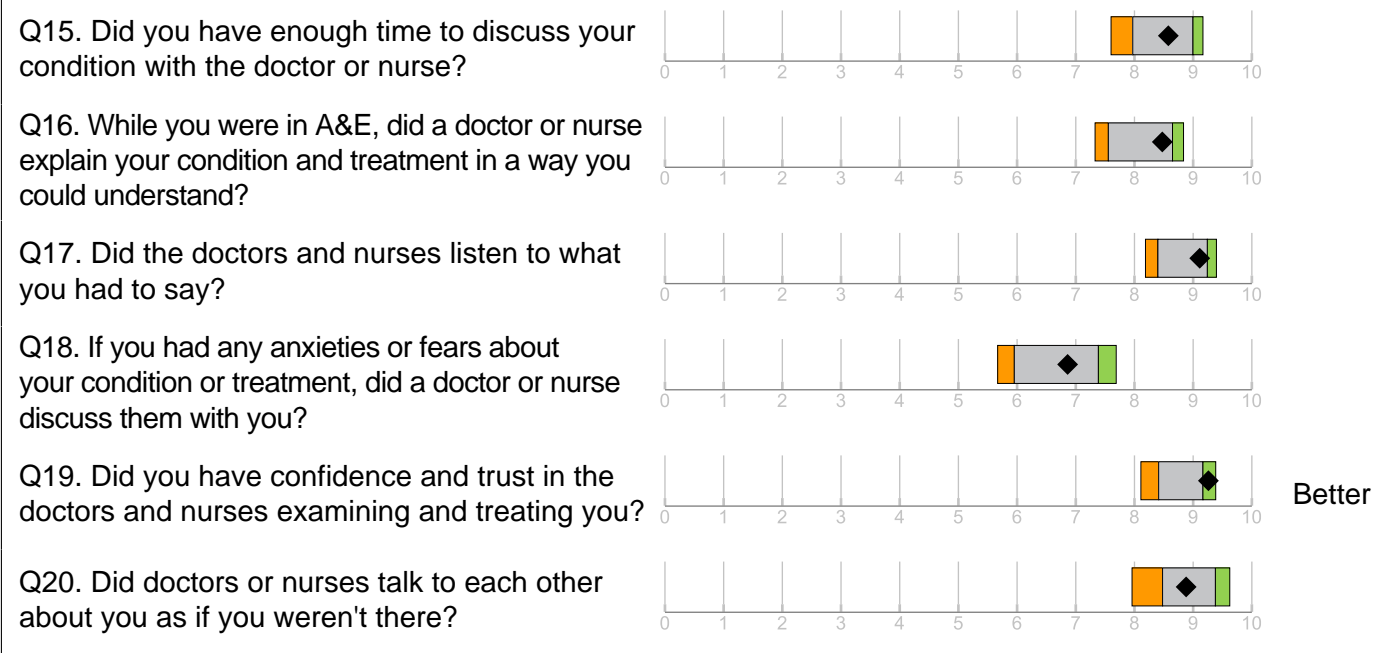 Q15. Did you have enough time to discuss your
condition with the doctor or nurse?
0 1 2 3 4 5 6 7 8 9 10
Q16. While you were in A&E, did a doctor or nurse
explain your condition and treatment in a way you
could understand?
0 1 2 3 4 5 6 7 8 9 10
Q17. Did the doctors and nurses listen to what
you had to say?
0 1 2 3 4 5 6 7 8 9 10
Q18. If you had any anxieties or fears about
your condition or treatment, did a doctor or nurse
discuss them with you?
0 1 2 3 4 5 6 7 8 9 10
Q19. Did you have confidence and trust in the
doctors and nurses examining and treating you?
0 1 2 3 4 5 6 7 8 9 10
Better
Q20. Did doctors or nurses talk to each other
about you as if you weren't there?
0 1 2 3 4 5 6 7 8 9 10